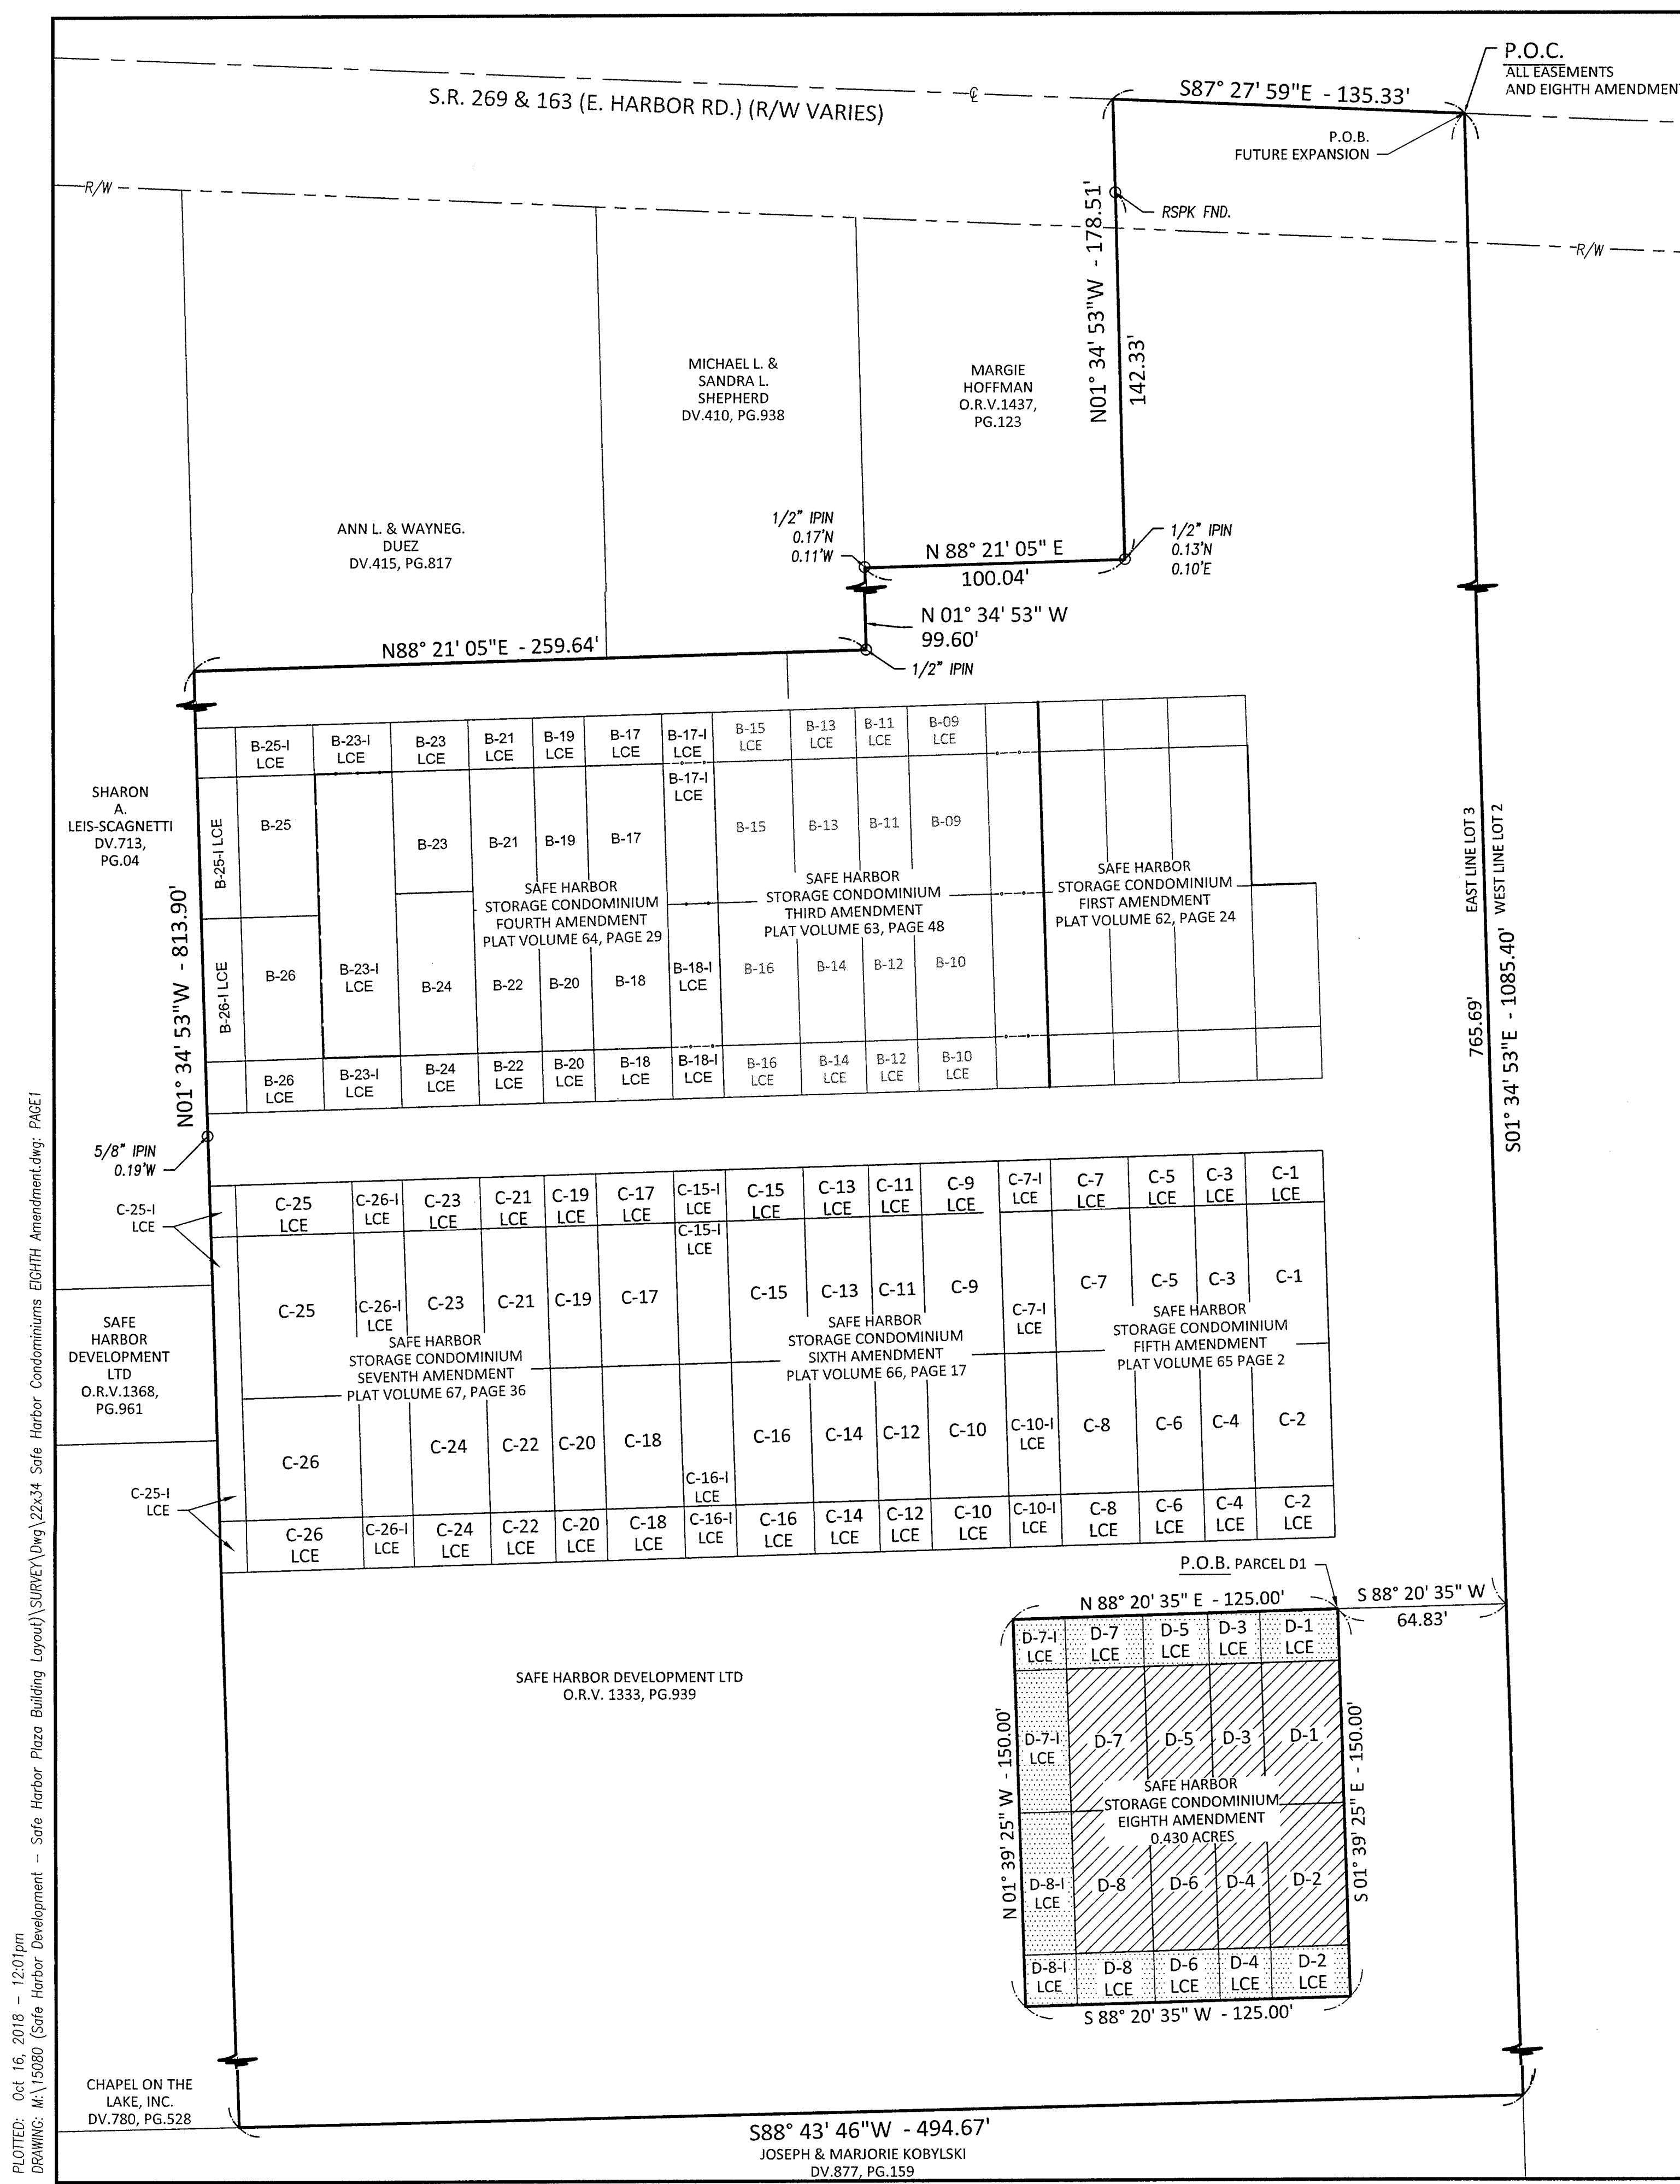 P.O.C.
ALL EASEMENTS
AND EIGHTH AMENDMENT
S87° 27' 59"E - 135.33'
S.R. 269 & 163 (E. HARBOR RD.) (R/W VARIES)
P.O.B.
FUTURE EXPANSION
R/W
RSPK FND.
R/W
N01° 34' 53"W - 178.51'
142.33'
MICHAEL L. &
SANDRA L.
SHEPHERD
DV.410, PG.938
MARGIE
HOFFMAN
O.R.V.1437,
PG.123
ANN L. & WAYNEG.
DUEZ
DV.415, PG.817
1/2" IPIN
0.17'N
0.11'W
N 88° 21' 05" E
100.04'
1/2" IPIN
0.13'N
0.10'E
N 01° 34' 53" W
99.60'
1/2" IPIN
N88° 21' 05"E - 259.64'
B-25-I
LCE
B-23-I
LCE
B-23
LCE
B-21
LCE
B-19
LCE
B-17
LCE
B-17-I
LCE
B-15
LCE
B-13
LCE
B-11
LCE
B-09
LCE
B-17-I
LCE
SHARON
A.
LEIS-SCAGNETTI
DV.713,
PG.04
B-25-I LCE
B-25
B-23
B-21
B-19
B-17
B-15
B-13
B-11
B-09
SAFE HARBOR
STORAGE CONDOMINIUM
FOURTH AMENDMENT
PLAT VOLUME 64, PAGE 29
SAFE HARBOR
STORAGE CONDOMINIUM
THIRD AMENDMENT
PLAT VOLUME 63, PAGE 48
SAFE HARBOR
STORAGE CONDOMINIUM
FIRST AMENDMENT
PLAT VOLUME 62, PAGE 24
EAST LINE LOT 3
WEST LINE LOT 2
765.69'
S01° 34' 53"E - 1085.40'
N01° 34' 53"W - 813.90'
B-26-I LCE
B-26
B-23-I
LCE
B-24
B-22
B-20
B-18
B-18-I
LCE
B-16
B-14
B-12
B-10
B-26
LCE
B-23-I
LCE
B-24
LCE
B-22
LCE
B-20
LCE
B-18
LCE
B-18-I
LCE
B-16
LCE
B-14
LCE
B-12
LCE
B-10
LCE
5/8" IPIN
0.19'W
C-25-I
LCE
C-25
LCE
C-26-I
LCE
C-23
LCE
C-21
LCE
C-19
LCE
C-17
LCE
C-15-I
LCE
C-15
LCE
C-13
LCE
C-11
LCE
C-9
LCE
C-7-I
LCE
C-7
LCE
C-5
LCE
C-3
LCE
C-1
LCE
C-15-I
LCE
C-25
C-26-I
LCE
C-23
C-21
C-19
C-17
C-15
C-13
C-11
C-9
C-7-I
LCE
C-7
C-5
C-3
C-1
SAFE
HARBOR
DEVELOPMENT
LTD
O.R.V.1368,
PG.961
SAFE HARBOR
STORAGE CONDOMINIUM
SEVENTH AMENDMENT
PLAT VOLUME 67, PAGE 36
SAFE HARBOR
STORAGE CONDOMINIUM
SIXTH AMENDMENT
PLAT VOLUME 66, PAGE 17
SAFE HARBOR
STORAGE CONDOMINIUM
FIFTH AMENDMENT
PLAT VOLUME 65 PAGE 2
C-26
C-24
C-22
C-20
C-18
C-16-I
LCE
C-16
C-14
C-12
C-10
C-10-I
LCE
C-8
C-6
C-4
C-2
C-25-I
LCE
C-26
LCE
C-26-I
LCE
C-24
LCE
C-22
LCE
C-20
LCE
C-18
LCE
C-16-I
LCE
C-16
LCE
C-14
LCE
C-12
LCE
C-10
LCE
C-10-I
LCE
C-8
LCE
C-6
LCE
C-4
LCE
C-2
LCE
P.O.B. PARCEL D1
N 88° 20' 35" E - 125.00'
S 88° 20' 35" W
64.83'
SAFE HARBOR DEVELOPMENT LTD
O.R.V. 1333, PG.939
D-7-I
LCE
D-7
LCE
D-5
LCE
D-3
LCE
D-1
LCE
D-7-I
LCE
D-7
D-5
D-3
D-1
N 01° 39' 25" W - 150.00'
S 01° 39' 25" E - 150.00'
SAFE HARBOR
STORAGE CONDOMINIUM
EIGHTH AMENDMENT
0.430 ACRES
D-8-I
LCE
D-8
D-6
D-4
D-2
D-8-I
LCE
D-8
LCE
D-6
LCE
D-4
LCE
D-2
LCE
S 88° 20' 35" W - 125.00'
CHAPEL ON THE
LAKE, INC.
DV.780, PG.528
S88° 43' 46"W - 494.67'
JOSEPH & MARJORIE KOBYLSKI
DV.877, PG.159
PLOTTED: Oct 16, 2018 - 12:01pm
DRAWING: M:\15080 (Safe Harbor Development - Safe Harbor Plaza Building Layout)\SURVEY\Dwg\22x34 Safe Harbor Condominiums EIGHTH Amendment.dwg: PAGE1